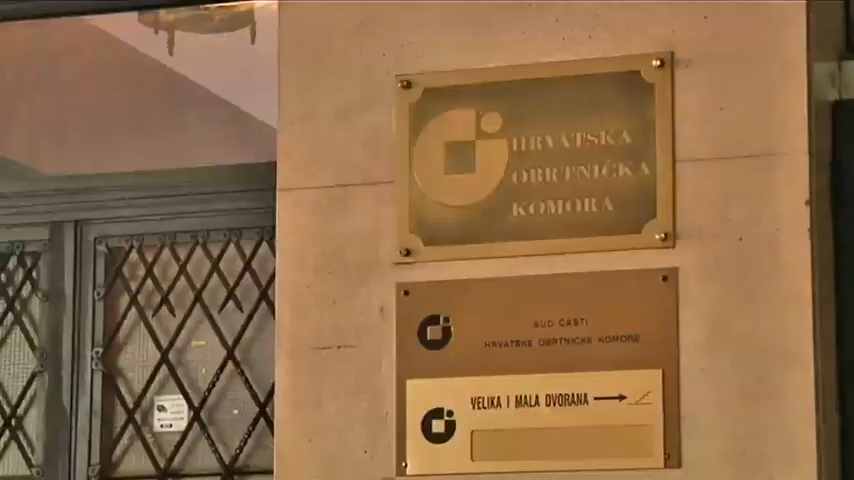 HRVATSKA
OBRTNIČKA
KOMORA
SUD ČASTI
HRVATSKE OBRTNIČKE KOMORE
VELIKA I MALA DVORANA